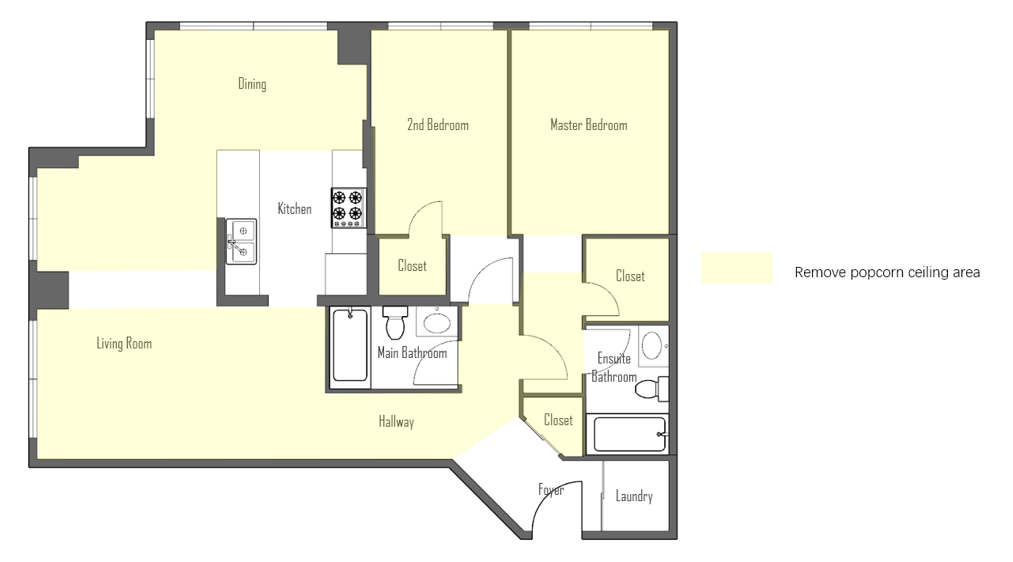 Dining
2nd Bedroom
Master Bedroom
Kitchen
Closet
Closet
Remove popcorn ceiling area
Living Room
Main Bathroom
Ensuite
Bathroom
Hallway
Closet
Foyer
Laundry